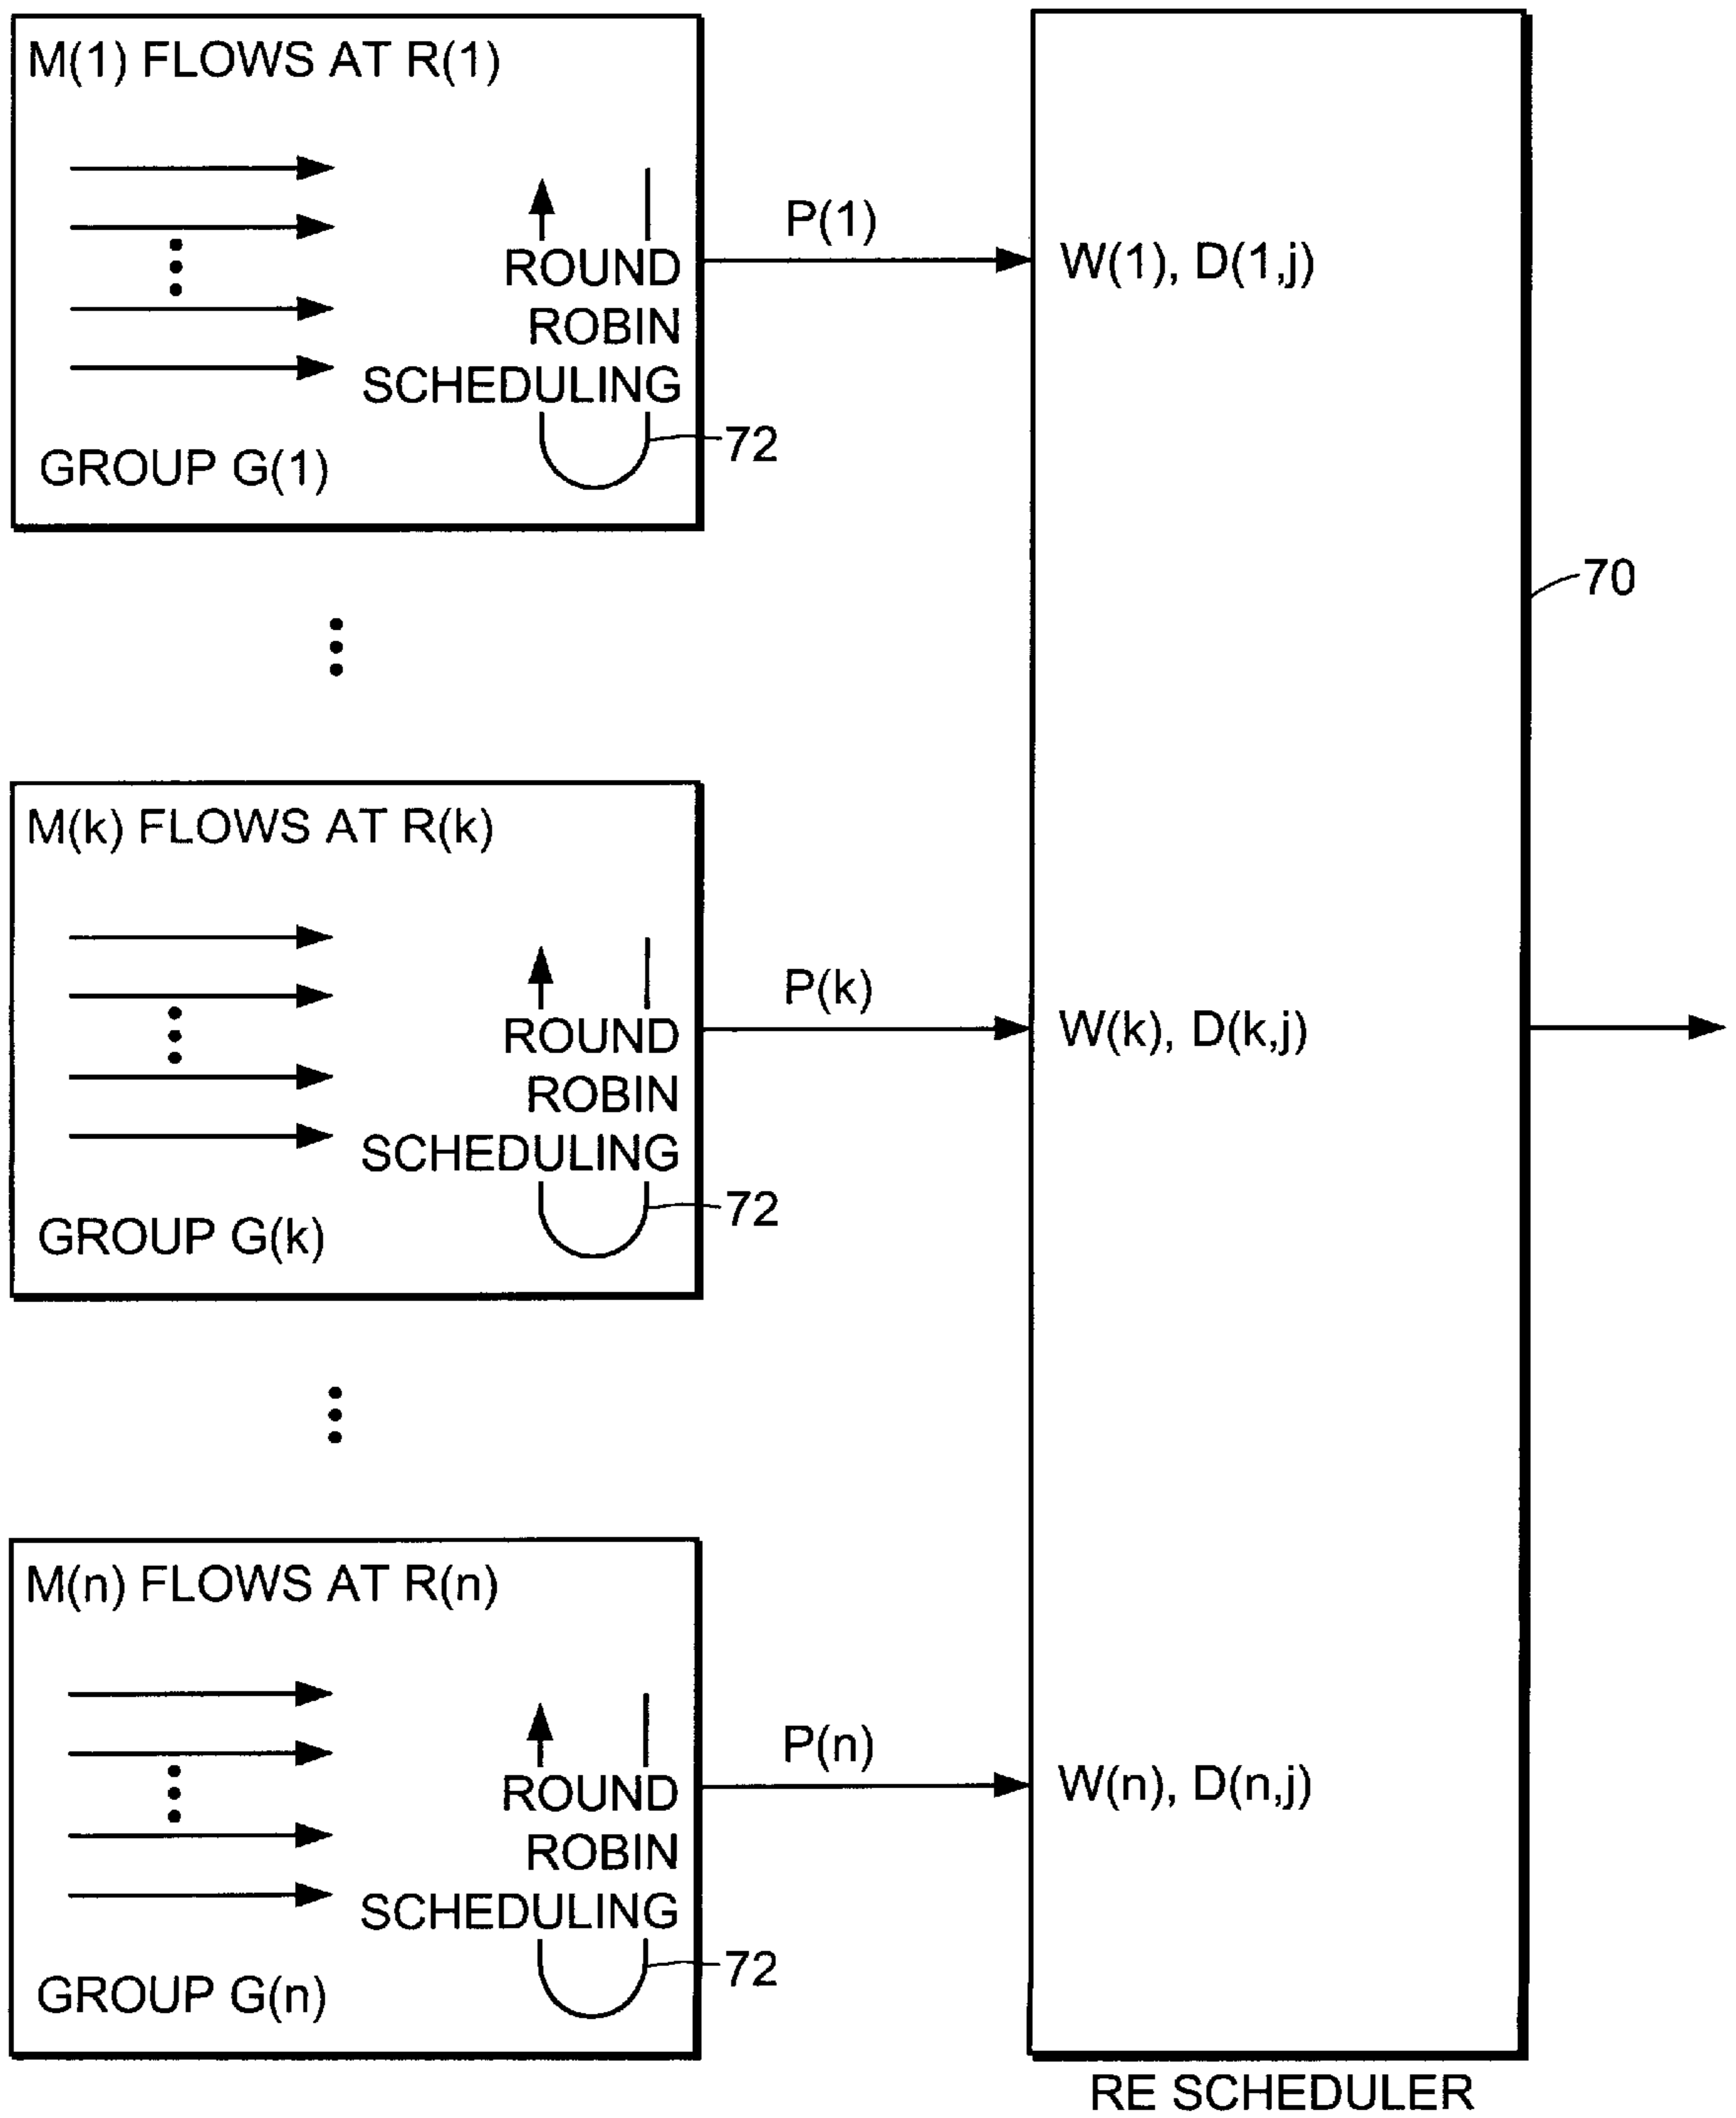 M(1) FLOWS AT R(1)
P(1)
ROUND
ROBIN
SCHEDULING
W(1), D(1,j)
72
GROUP G(1)
70
M(k) FLOWS AT R(k)
P(k)
ROUND
ROBIN
SCHEDULING
W(k), D(k,j)
72
GROUP G(k)
M(n) FLOWS AT R(n)
P(n)
ROUND
ROBIN
SCHEDULING
W(n), D(n,j)
72
GROUP G(n)
RE SCHEDULER